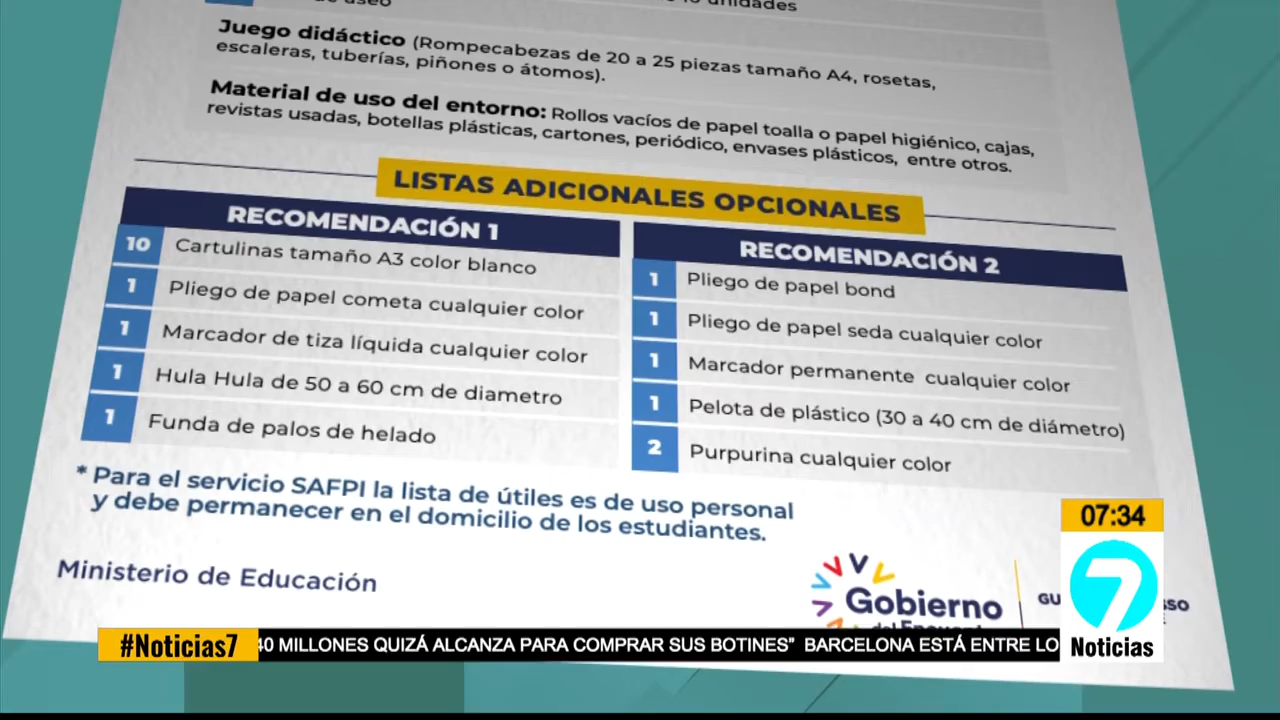 unidades
Juego didáctico (Rompecabezas de 20 a 25 piezas tamaño A4, rosetas,
escaleras, tuberías, piñones o átomos).
Material de uso del entorno: Rollos vacíos de papel toalla o papel higiénico, cajas,
revistas usadas, botellas plásticas, cartones, periódico, envases plásticos, entre otros.
LISTAS ADICIONALES OPCIONALES
RECOMENDACIÓN 1
10 Cartulinas tamaño A3 color blanco
1 Pliego de papel cometa cualquier color
1 Marcador de tiza líquida cualquier color
1 Hula Hula de 50 a 60 cm de diametro
1 Funda de palos de helado
RECOMENDACIÓN 2
1 Pliego de papel bond
1 Pliego de papel seda cualquier color
1 Marcador permanente cualquier color
1 Pelota de plástico (30 a 40 cm de diámetro)
2 Purpurina cualquier color
* Para el servicio SAFPI la lista de útiles es de uso personal
y debe permanecer en el domicilio de los estudiantes.
Ministerio de Educación
Gobierno
07:34
7
Noticias
#Noticias7
40 MILLONES QUIZÁ ALCANZA PARA COMPRAR SUS BOTINES” BARCELONA ESTÁ ENTRE LO